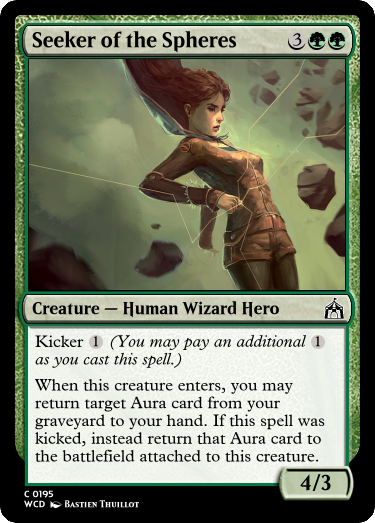 Seeker of the Spheres 3
Creature — Human Wizard Hero
Kicker 1 (You may pay an additional 1
as you cast this spell.)
When this creature enters, you may
return target Aura card from your
graveyard to your hand. If this spell was
kicked, instead return that Aura card to
the battlefield attached to this creature.
4/3
C 0195
WCD Bastien Thuillot